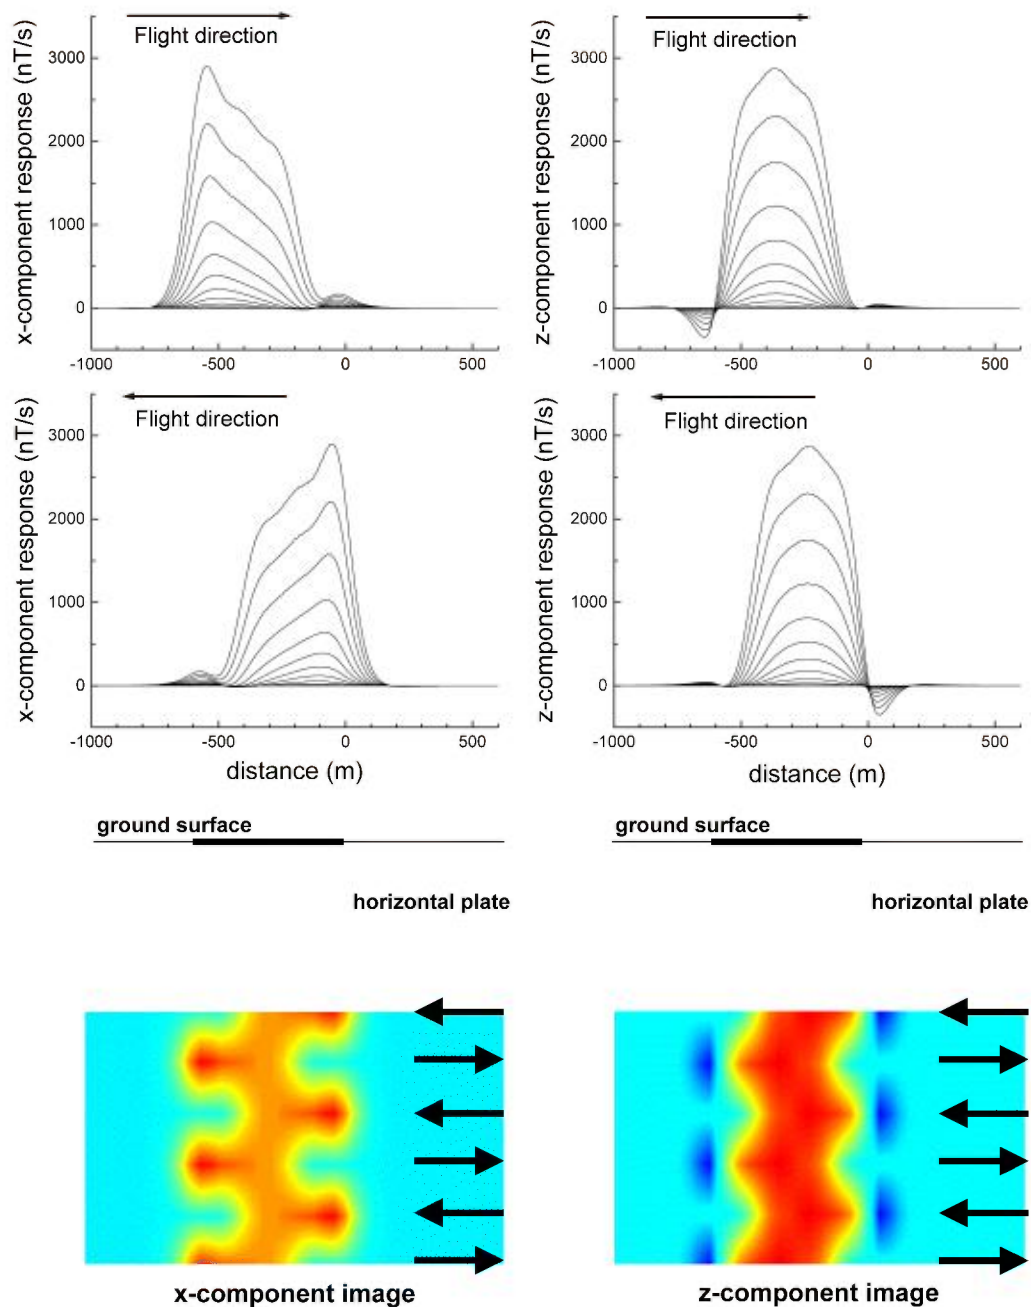 Flight direction
x-component response (nT/s)
3000
2000
1000
0
-1000
-500
0
500
Flight direction
z-component response (nT/s)
3000
2000
1000
0
-1000
-500
0
500
Flight direction
x-component response (nT/s)
3000
2000
1000
0
-1000
-500
0
500
distance (m)
Flight direction
z-component response (nT/s)
3000
2000
1000
0
-1000
-500
0
500
distance (m)
ground surface
horizontal plate
ground surface
horizontal plate
x-component image
z-component image